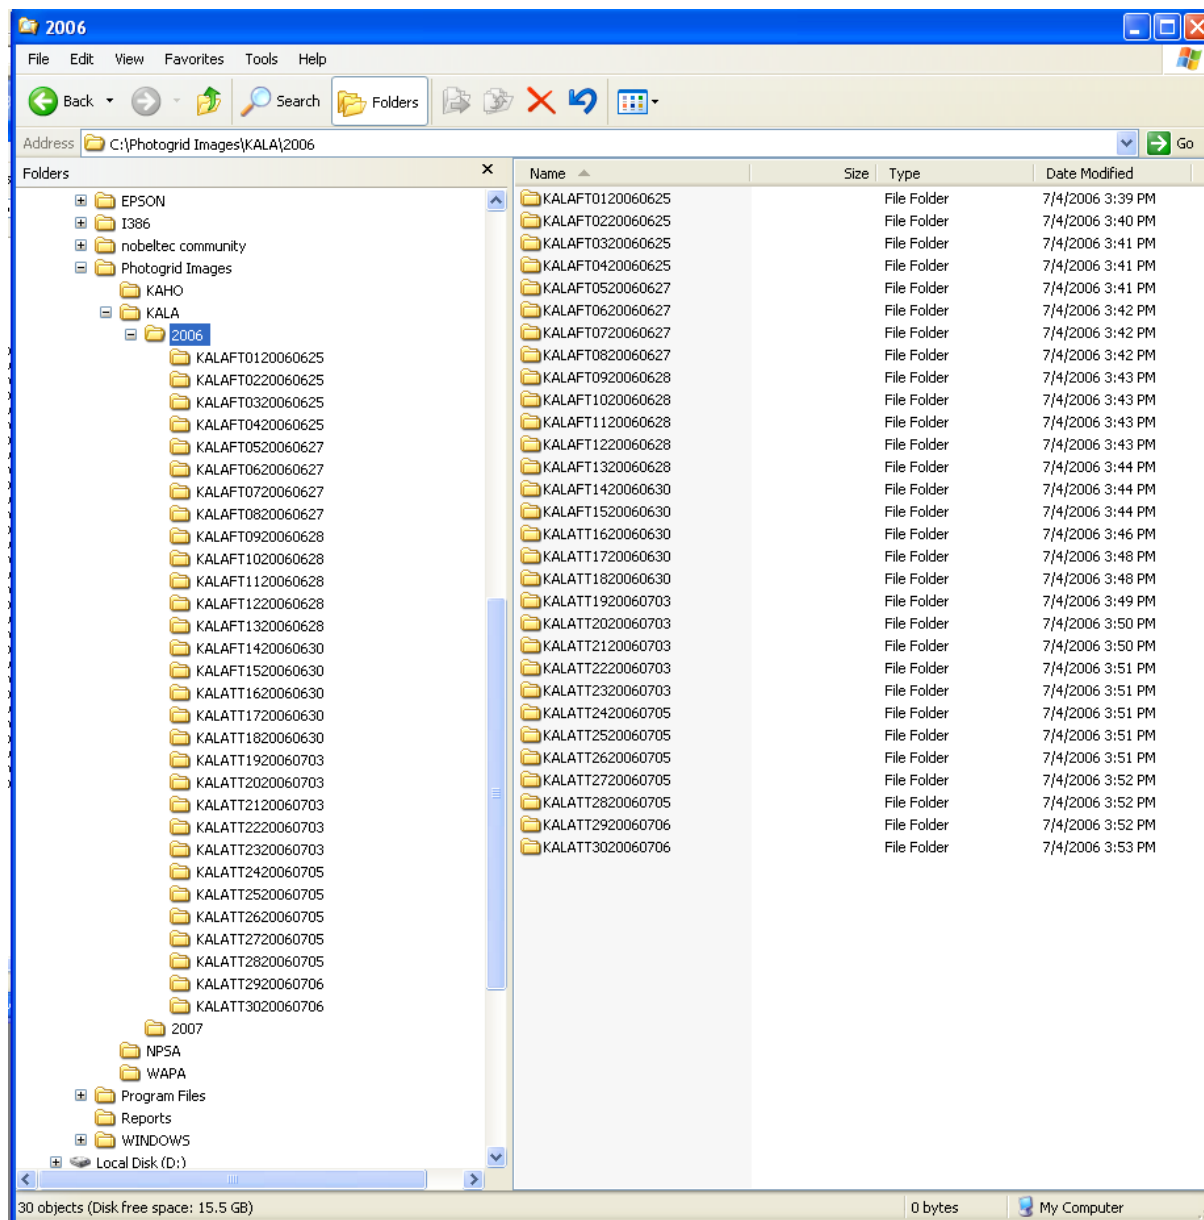 2006
File Edit View Favorites Tools Help
Back Search Folders
Address C:\Photogrid Images\KALA\2006 Go
Folders
EPSON
I386
nobeltec community
Photogrid Images
KAHO
KALA
2006
KALAFT0120060625
KALAFT0220060625
KALAFT0320060625
KALAFT0420060625
KALAFT0520060627
KALAFT0620060627
KALAFT0720060627
KALAFT0820060627
KALAFT0920060628
KALAFT1020060628
KALAFT1120060628
KALAFT1220060628
KALAFT1320060628
KALAFT1420060630
KALAFT1520060630
KALATT1620060630
KALATT1720060630
KALATT1820060630
KALATT1920060703
KALATT2020060703
KALATT2120060703
KALATT2220060703
KALATT2320060703
KALATT2420060705
KALATT2520060705
KALATT2620060705
KALATT2720060705
KALATT2820060705
KALATT2920060706
KALATT3020060706
2007
NPSA
WAPA
Program Files
Reports
WINDOWS
Local Disk (D:)
Name Size Type Date Modified
KALAFT0120060625 File Folder 7/4/2006 3:39 PM
KALAFT0220060625 File Folder 7/4/2006 3:40 PM
KALAFT0320060625 File Folder 7/4/2006 3:41 PM
KALAFT0420060625 File Folder 7/4/2006 3:41 PM
KALAFT0520060627 File Folder 7/4/2006 3:41 PM
KALAFT0620060627 File Folder 7/4/2006 3:42 PM
KALAFT0720060627 File Folder 7/4/2006 3:42 PM
KALAFT0820060627 File Folder 7/4/2006 3:42 PM
KALAFT0920060628 File Folder 7/4/2006 3:43 PM
KALAFT1020060628 File Folder 7/4/2006 3:43 PM
KALAFT1120060628 File Folder 7/4/2006 3:43 PM
KALAFT1220060628 File Folder 7/4/2006 3:43 PM
KALAFT1320060628 File Folder 7/4/2006 3:44 PM
KALAFT1420060630 File Folder 7/4/2006 3:44 PM
KALAFT1520060630 File Folder 7/4/2006 3:44 PM
KALATT1620060630 File Folder 7/4/2006 3:46 PM
KALATT1720060630 File Folder 7/4/2006 3:48 PM
KALATT1820060630 File Folder 7/4/2006 3:48 PM
KALATT1920060703 File Folder 7/4/2006 3:49 PM
KALATT2020060703 File Folder 7/4/2006 3:50 PM
KALATT2120060703 File Folder 7/4/2006 3:50 PM
KALATT2220060703 File Folder 7/4/2006 3:51 PM
KALATT2320060703 File Folder 7/4/2006 3:51 PM
KALATT2420060705 File Folder 7/4/2006 3:51 PM
KALATT2520060705 File Folder 7/4/2006 3:51 PM
KALATT2620060705 File Folder 7/4/2006 3:51 PM
KALATT2720060705 File Folder 7/4/2006 3:52 PM
KALATT2820060705 File Folder 7/4/2006 3:52 PM
KALATT2920060706 File Folder 7/4/2006 3:52 PM
KALATT3020060706 File Folder 7/4/2006 3:53 PM
30 objects (Disk free space: 15.5 GB) 0 bytes My Computer